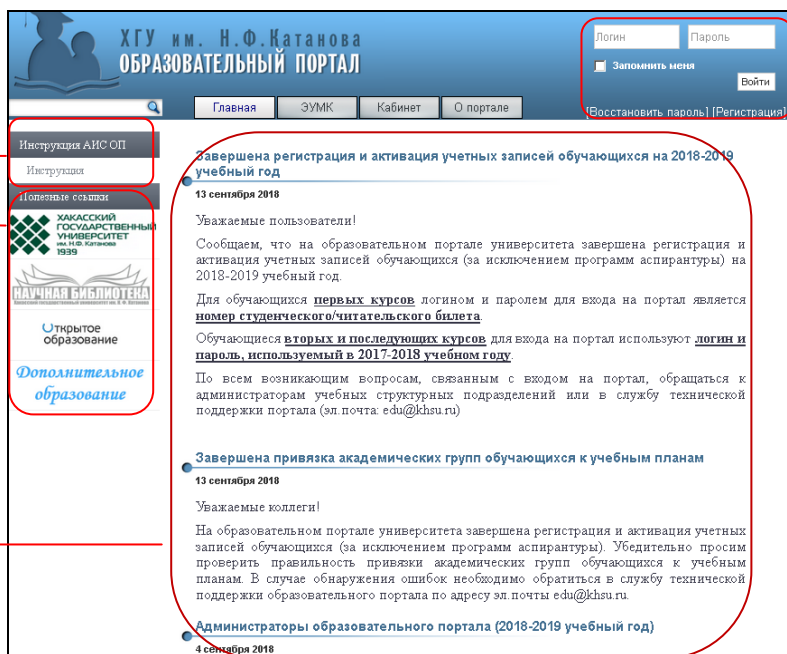 ХГУ им. Н.Ф.Катанова
ОБРАЗОВАТЕЛЬНЫЙ ПОРТАЛ
Логин Пароль
Запомнить меня
Войти
[Восстановить пароль] [Регистрация]
Главная ЭУМК Кабинет О портале
Инструкция АИС ОП
Инструкция
Полезные ссылки
ХАКАССКИЙ
ГОСУДАРСТВЕННЫЙ
УНИВЕРСИТЕТ
им. Н.Ф. Катанова
1939
НАУЧНАЯ БИБЛИОТЕКА
Открытое
образование
Дополнительное
образование
Завершена регистрация и активация учетных записей обучающихся на 2018-2019
учебный год
13 сентября 2018
Уважаемые пользователи!
Сообщаем, что на образовательном портале университета завершена регистрация и
активация учетных записей обучающихся (за исключением программ аспирантуры) на
2018-2019 учебный год.
Для обучающихся первых курсов логином и паролем для входа на портал является
номер студенческого/читательского билета.
Обучающиеся вторых и последующих курсов для входа на портал используют логин и
пароль, используемый в 2017-2018 учебном году.
По всем возникающим вопросам, связанным с входом на портал, обращаться к
администраторам учебных структурных подразделений или в службу технической
поддержки портала (эл.почта: edu@khsu.ru)
Завершена привязка академических групп обучающихся к учебным планам
13 сентября 2018
Уважаемые коллеги!
На образовательном портале университета завершена регистрация и активация учетных
записей обучающихся (за исключением программ аспирантуры). Убедительно просим
проверить правильность привязки академических групп обучающихся к учебным
планам. В случае обнаружения ошибок необходимо обратиться в службу технической
поддержки образовательного портала по адресу эл.почты edu@khsu.ru.
Администраторы образовательного портала (2018-2019 учебный год)
4 сентября 2018